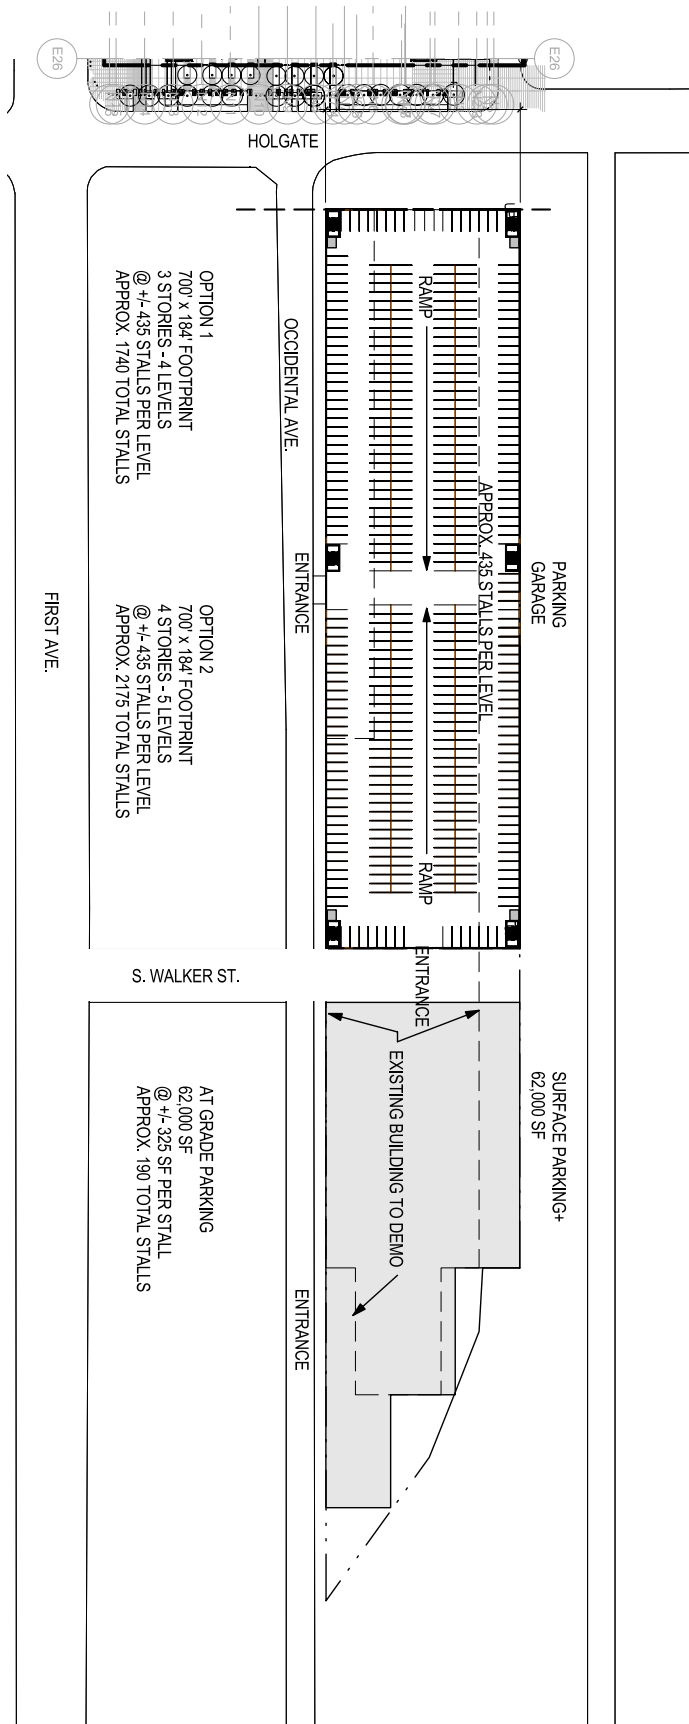 E26
E26
HOLGATE
OPTION 1
700' x 184' FOOTPRINT
3 STORIES - 4 LEVELS
@ +/- 435 STALLS PER LEVEL
APPROX. 1740 TOTAL STALLS
OCCIDENTAL AVE.
RAMP
APPROX. 435 STALLS PER LEVEL
PARKING
GARAGE
ENTRANCE
FIRST AVE.
OPTION 2
700' x 184' FOOTPRINT
4 STORIES - 5 LEVELS
@ +/- 435 STALLS PER LEVEL
APPROX. 2175 TOTAL STALLS
RAMP
ENTRANCE
S. WALKER ST.
EXISTING BUILDING TO DEMO
SURFACE PARKING+
62,000 SF
AT GRADE PARKING
62,000 SF
@ +/- 325 SF PER STALL
APPROX. 190 TOTAL STALLS
ENTRANCE